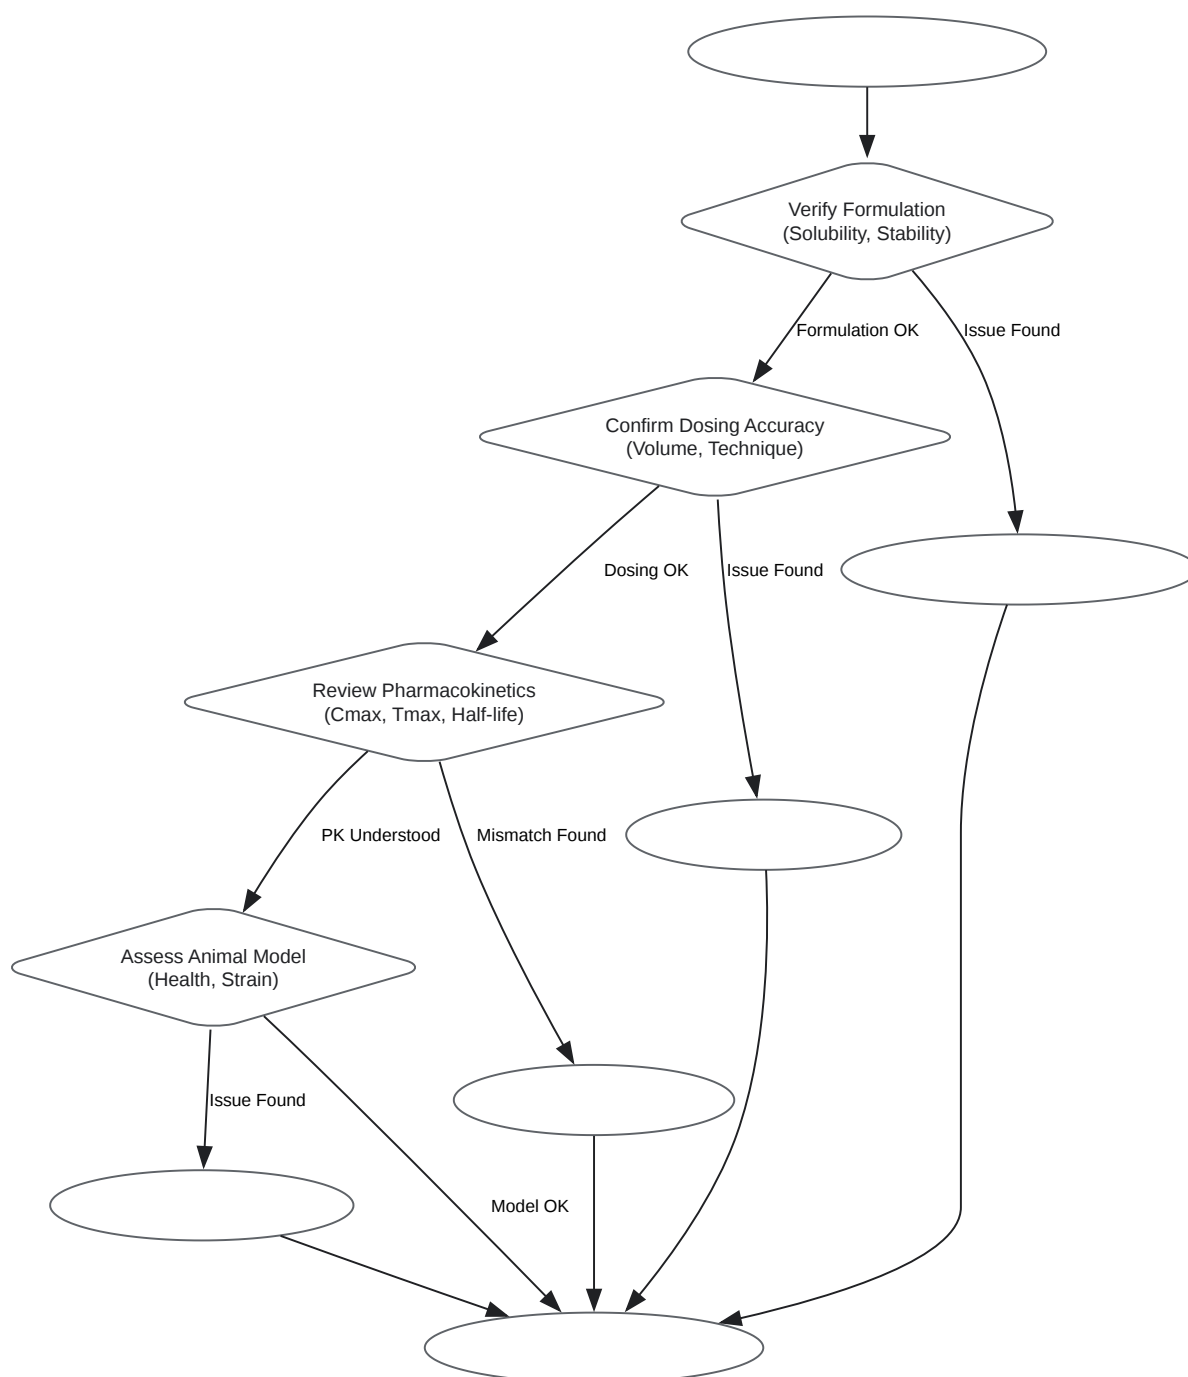 Verify Formulation
(Solubility, Stability)
Formulation OK
Issue Found
Confirm Dosing Accuracy
(Volume, Technique)
Dosing OK
Issue Found
Review Pharmacokinetics
(Cmax, Tmax, Half-life)
PK Understood
Mismatch Found
Assess Animal Model
(Health, Strain)
Issue Found
Model OK